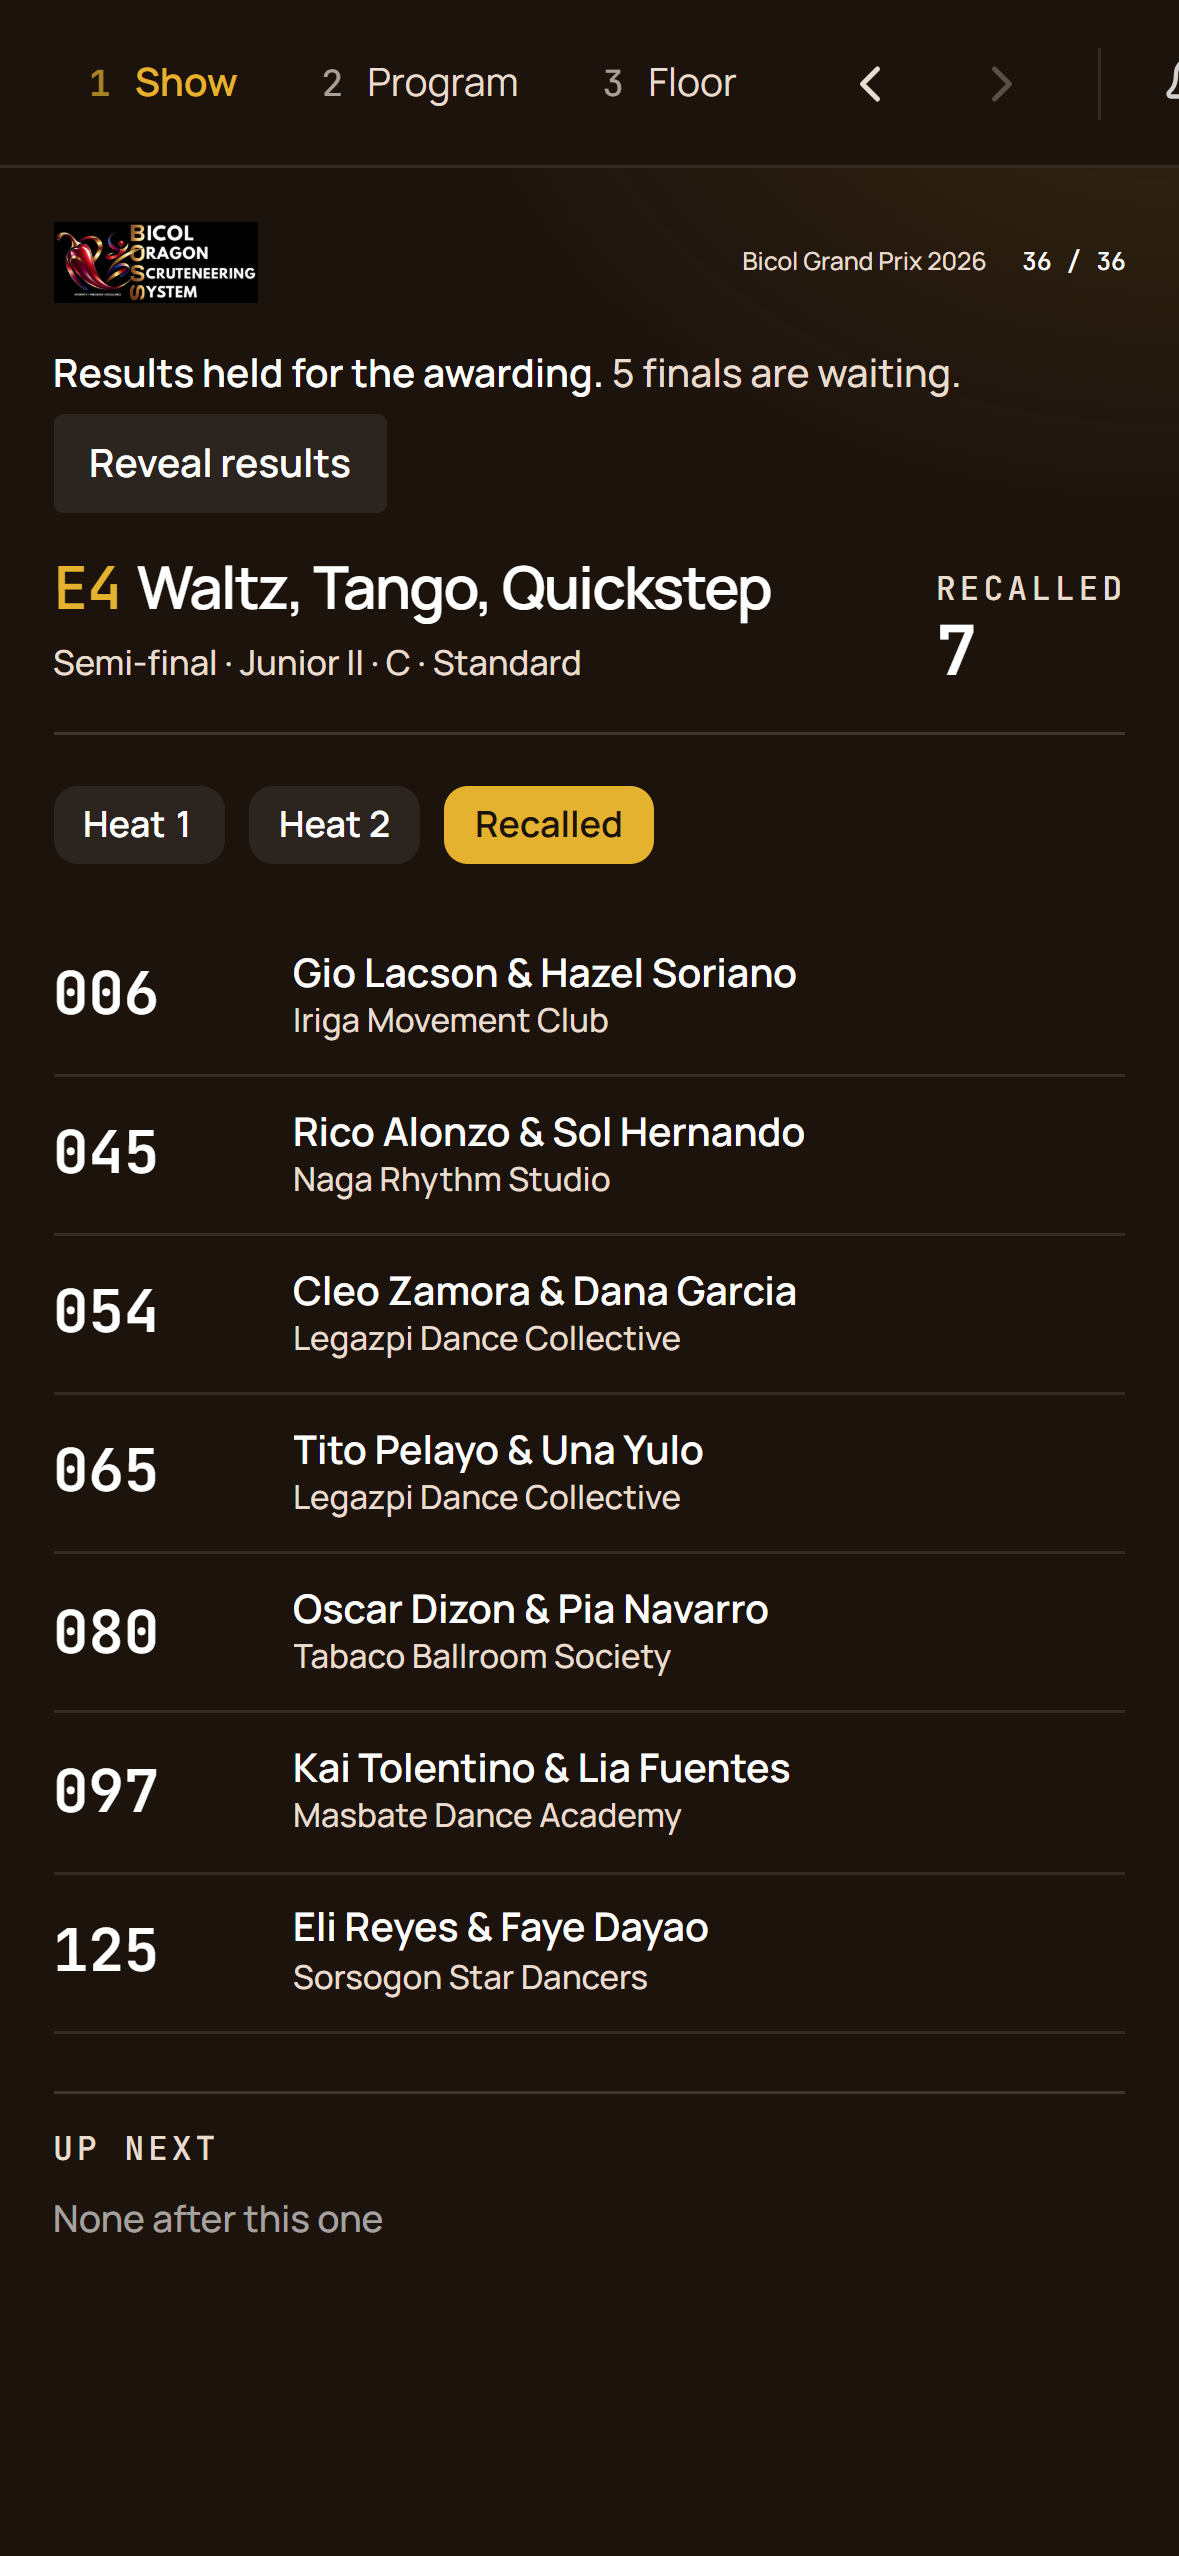 1 Show 2 Program 3 Floor
BICOL
DRAGON
SCRUTENEERING
SYSTEM
Bicol Grand Prix 2026 36 / 36
Results held for the awarding. 5 finals are waiting.
Reveal results
E4 Waltz, Tango, Quickstep
Semi-final · Junior II · C · Standard
RECALLED
7
Heat 1 Heat 2 Recalled
006 Gio Lacson & Hazel Soriano
Iriga Movement Club
045 Rico Alonzo & Sol Hernando
Naga Rhythm Studio
054 Cleo Zamora & Dana Garcia
Legazpi Dance Collective
065 Tito Pelayo & Una Yulo
Legazpi Dance Collective
080 Oscar Dizon & Pia Navarro
Tabaco Ballroom Society
097 Kai Tolentino & Lia Fuentes
Masbate Dance Academy
125 Eli Reyes & Faye Dayao
Sorsogon Star Dancers
UP NEXT
None after this one